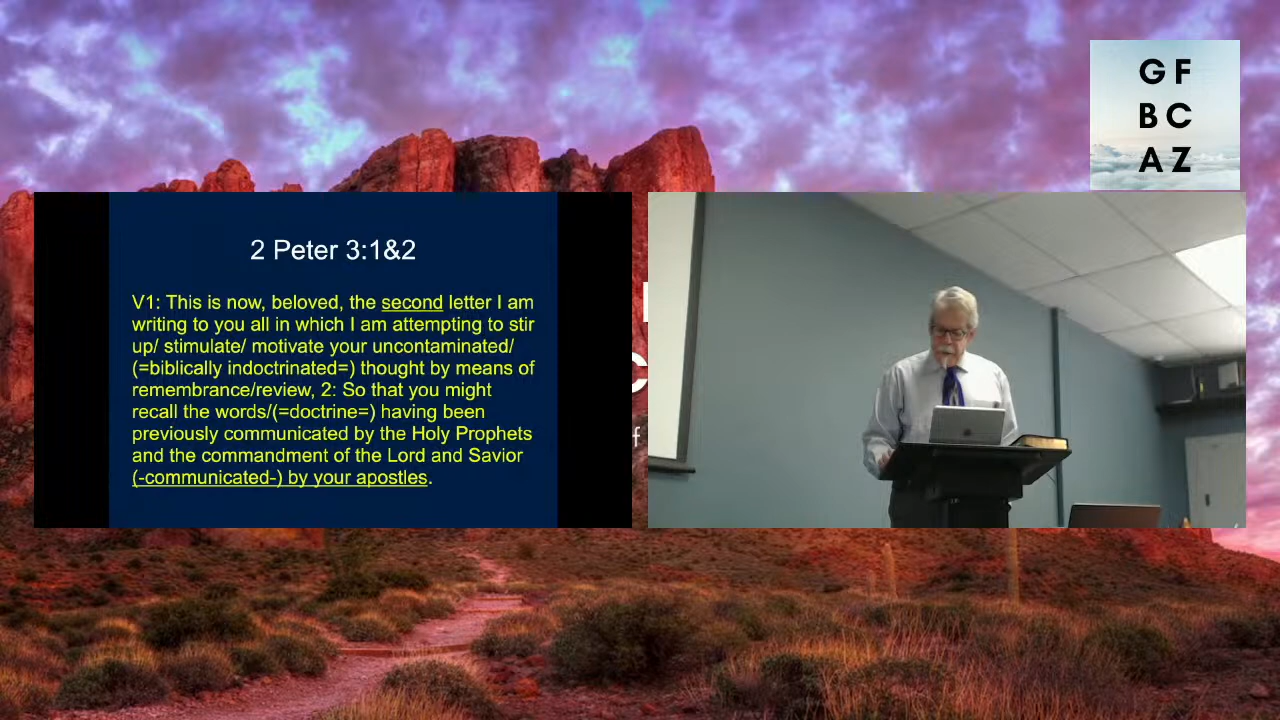 G F
B C
A Z
2 Peter 3:1&2
V1: This is now, beloved, the second letter I am
writing to you all in which I am attempting to stir
up/ stimulate/ motivate your uncontaminated/
(=biblically indoctrinated=) thought by means of
remembrance/review, 2: So that you might
recall the words/(=doctrine=) having been
previously communicated by the Holy Prophets
and the commandment of the Lord and Savior
(-communicated-) by your apostles.